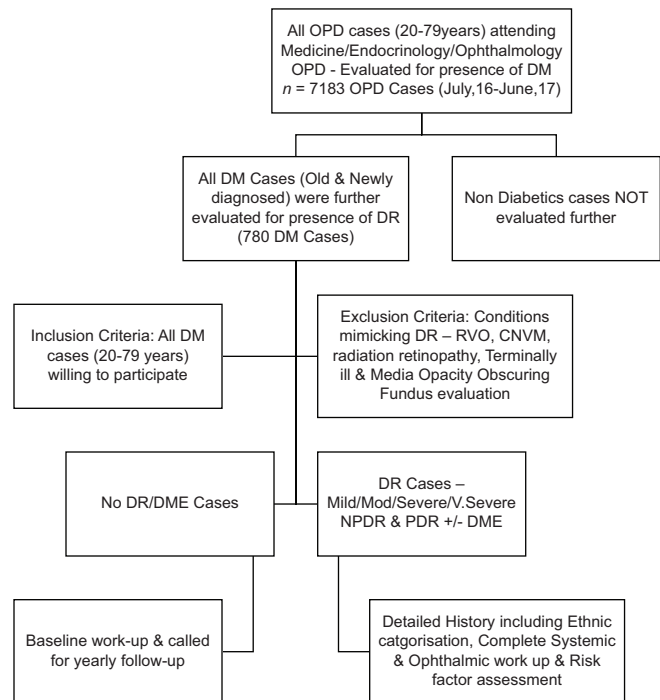 All OPD cases (20-79years) attending
Medicine/Endocrinology/Ophthalmology
OPD - Evaluated for presence of DM
n = 7183 OPD Cases (July,16-June,17)
All DM Cases (Old & Newly
diagnosed) were further
evaluated for presence of DR
(780 DM Cases)
Non Diabetics cases NOT
evaluated further
Inclusion Criteria: All DM
cases (20-79 years)
willing to participate
Exclusion Criteria: Conditions
mimicking DR – RVO, CNVM,
radiation retinopathy, Terminally
ill & Media Opacity Obscuring
Fundus evaluation
No DR/DME Cases
DR Cases –
Mild/Mod/Severe/V.Severe
NPDR & PDR +/- DME
Baseline work-up & called
for yearly follow-up
Detailed History including Ethnic
catgorisation, Complete Systemic
& Ophthalmic work up & Risk
factor assessment